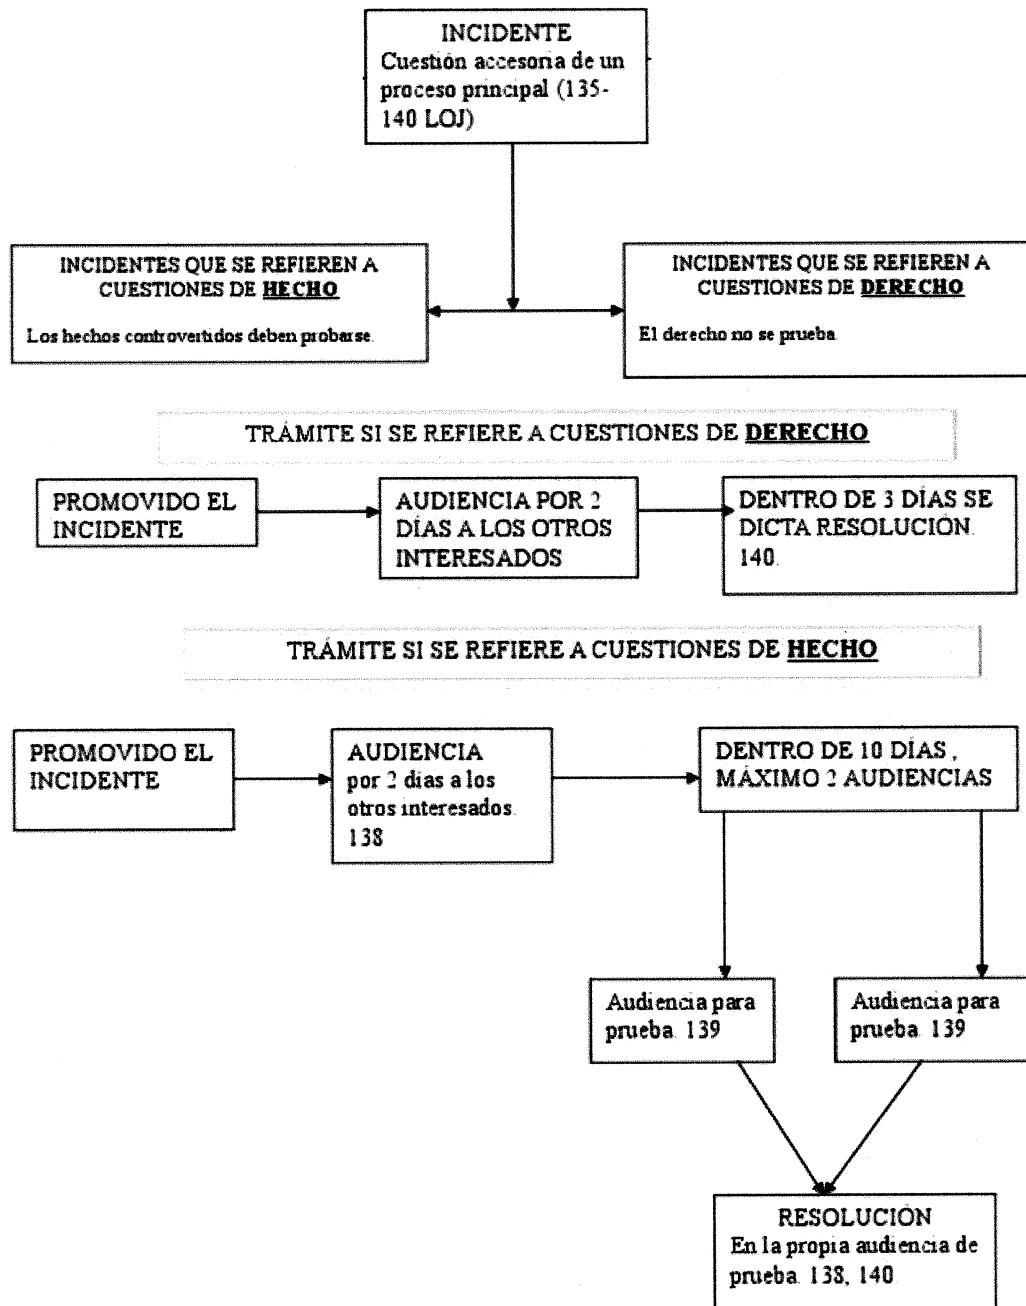 INCIDENTE
Cuestión accesoria de un
proceso principal (135-
140 LOJ)
INCIDENTES QUE SE REFIEREN A
CUESTIONES DE HECHO
Los hechos controvertidos deben probarse.
INCIDENTES QUE SE REFIEREN A
CUESTIONES DE DERECHO
El derecho no se prueba
TRÁMITE SI SE REFIERE A CUESTIONES DE DERECHO
PROMOVIDO EL
INCIDENTE
AUDIENCIA POR 2
DÍAS A LOS OTROS
INTERESADOS
DENTRO DE 3 DÍAS SE
DICTA RESOLUCIÓN.
140.
TRÁMITE SI SE REFIERE A CUESTIONES DE HECHO
PROMOVIDO EL
INCIDENTE
AUDIENCIA
por 2 días a los
otros interesados.
138
DENTRO DE 10 DÍAS,
MÁXIMO 2 AUDIENCIAS
Audiencia para
prueba. 139
Audiencia para
prueba. 139
RESOLUCIÓN
En la propia audiencia de
prueba. 138, 140